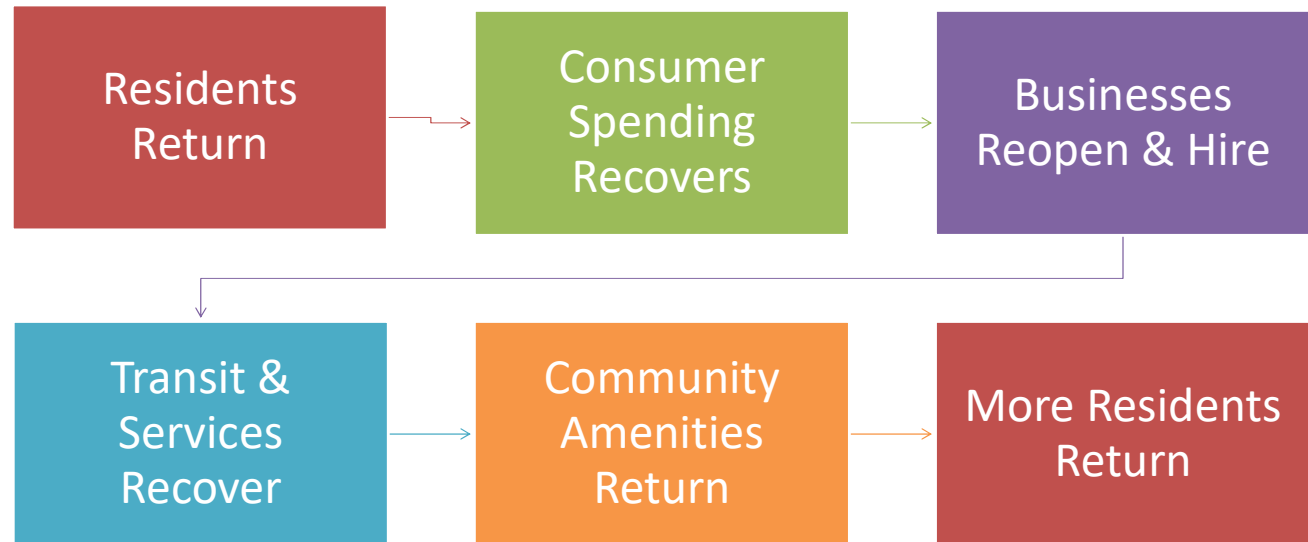 Residents
Return
Consumer
Spending
Recovers
Businesses
Reopen & Hire
Transit &
Services
Recover
Community
Amenities
Return
More Residents
Return